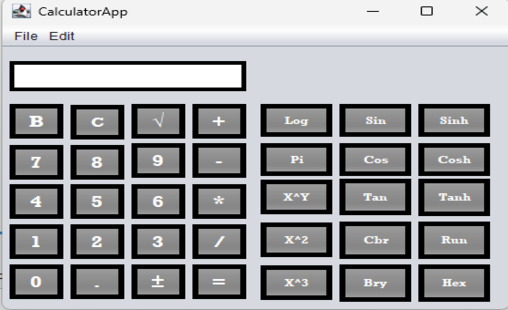 CalculatorApp
File Edit
B C √ + Log Sin Sinh
7 8 9 - Pi Cos Cosh
4 5 6 * X^Y Tan Tanh
1 2 3 / X^2 Cbr Run
0 . ± = X^3 Bry Hex